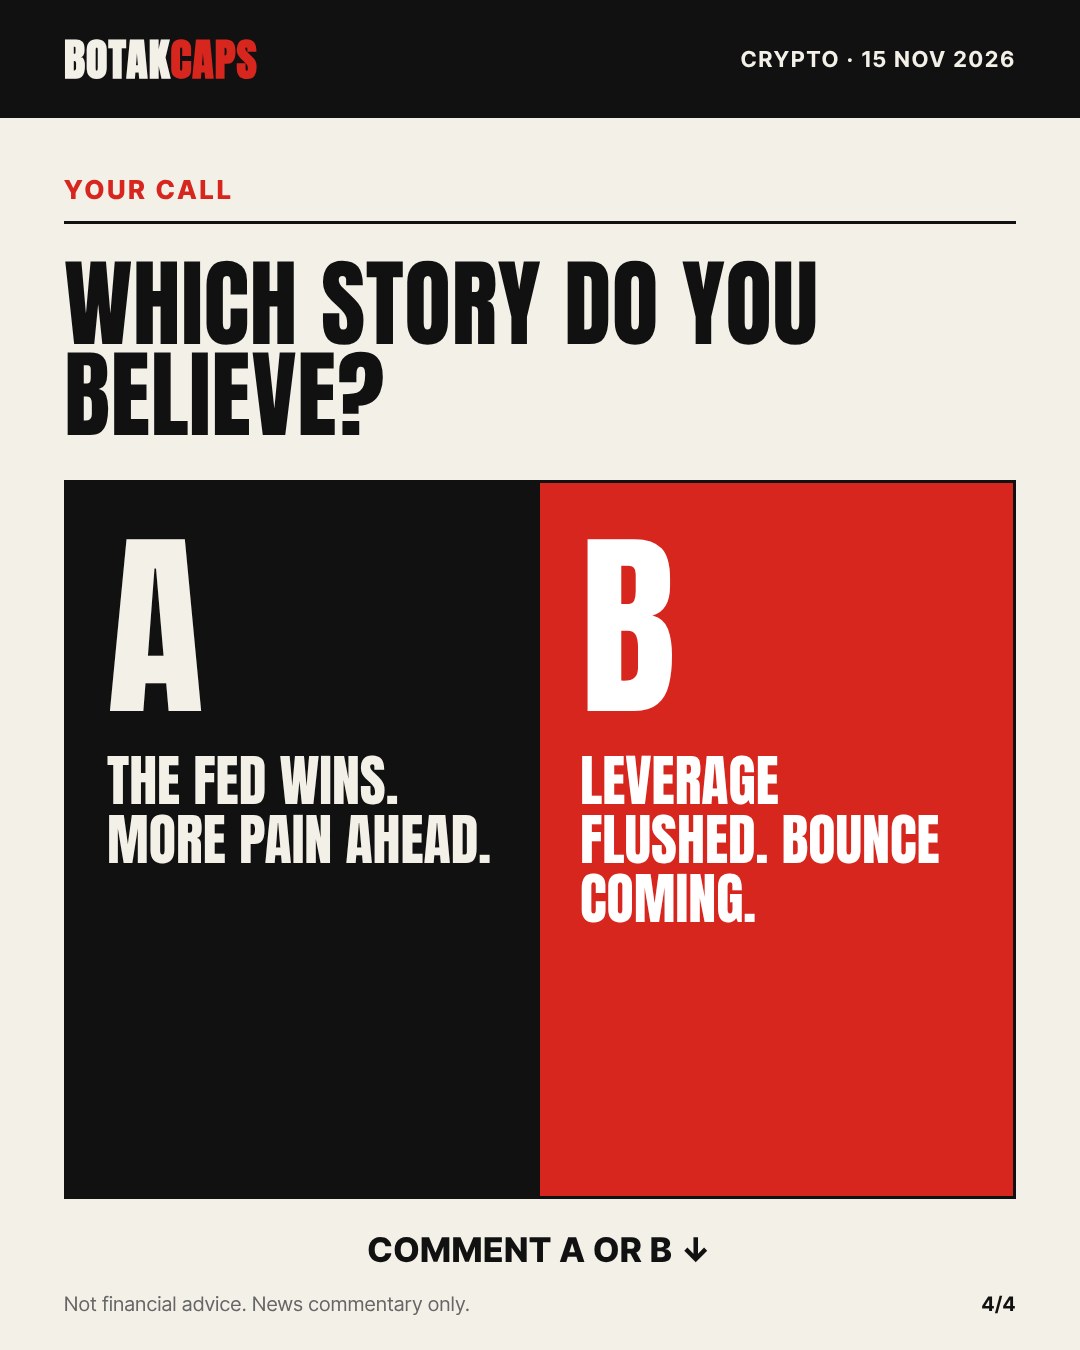 BOTAKCAPS
CRYPTO · 15 NOV 2026
YOUR CALL
WHICH STORY DO YOU
BELIEVE?
A
THE FED WINS.
MORE PAIN AHEAD.
B
LEVERAGE
FLUSHED. BOUNCE
COMING.
COMMENT A OR B ↓
Not financial advice. News commentary only.
4/4